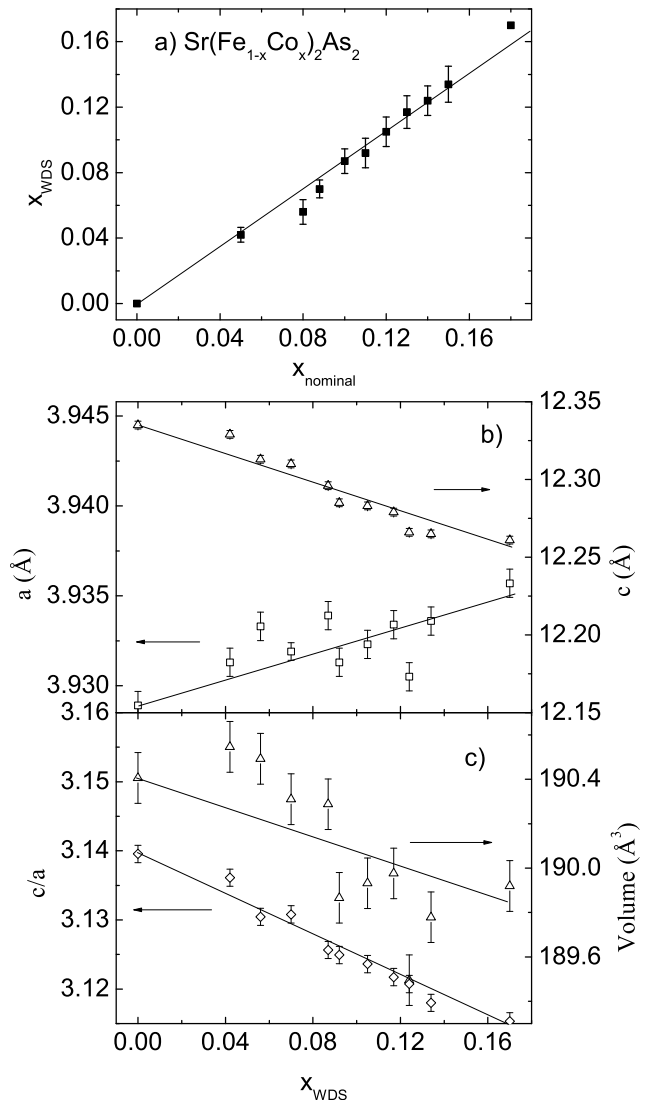 a) Sr(Fe1-xCox)2As2
0.16
0.12
0.08
0.04
0.00
xWDS
0.00 0.04 0.08 0.12 0.16
xnominal
b)
3.945
3.940
3.935
3.930
a (Å)
12.35
12.30
12.25
12.20
12.15
c (Å)
c)
3.16
3.15
3.14
3.13
3.12
c/a
190.4
190.0
189.6
Volume (Å3)
0.00 0.04 0.08 0.12 0.16
xWDS